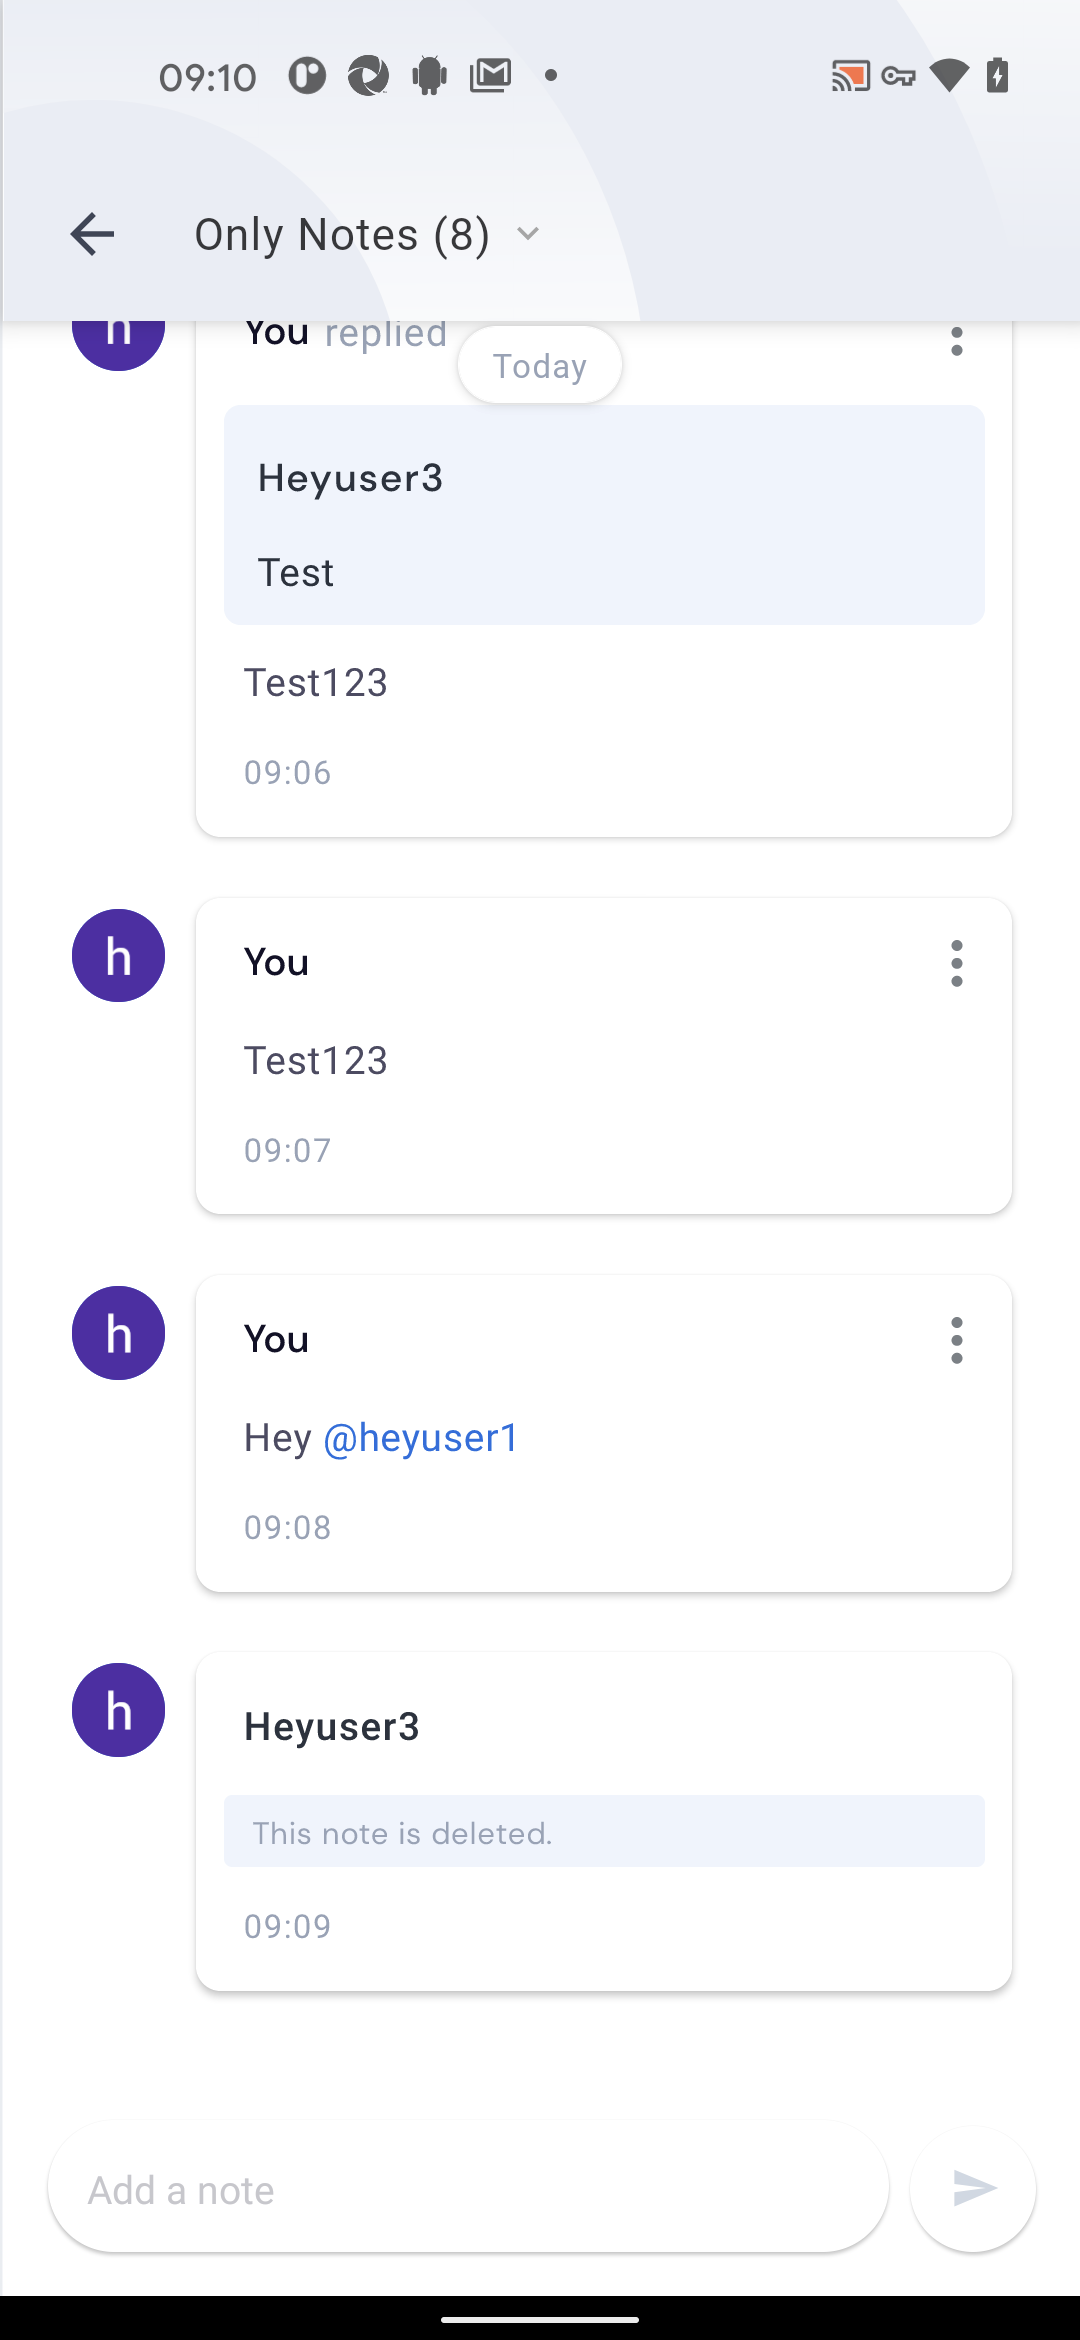 09:10
Only Notes (8)
h
You replied
Today
Heyuser3
Test
Test123
09:06
h
You
Test123
09:07
h
You
Hey @heyuser1
09:08
h
Heyuser3
This note is deleted.
09:09
Add a note